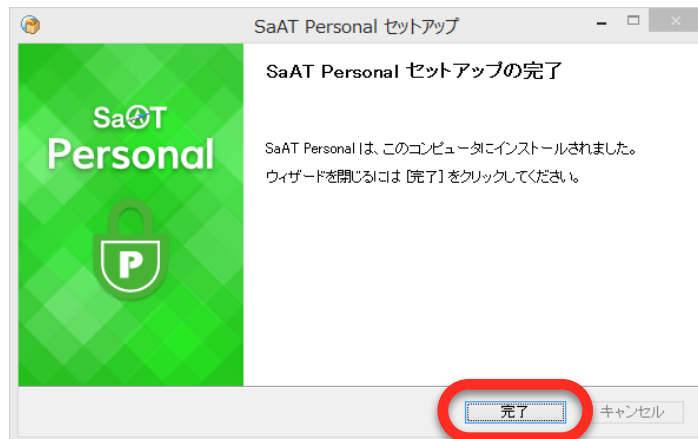 SaAT Personal セットアップ
SaAT
Personal
P
SaAT Personal セットアップの完了
SaAT Personal は、このコンピュータにインストールされました。
ウィザードを閉じるには [完了] をクリックしてください。
完了
キャンセル